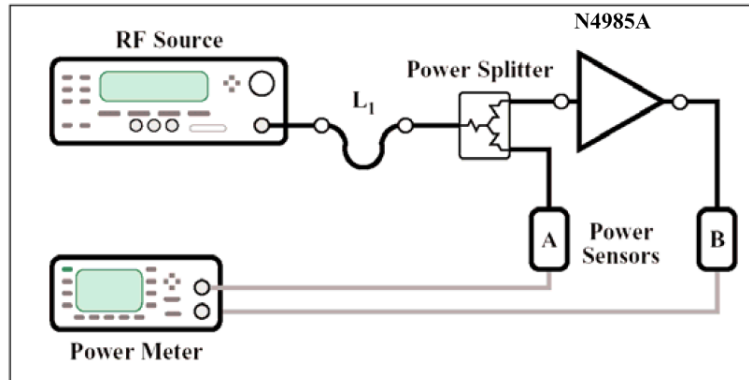 N4985A
RF Source
Power Splitter
L1
A
Power
Sensors
B
Power Meter